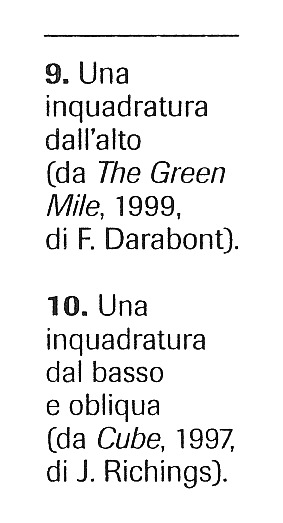 9. Una
inquadratura
dall'alto
(da The Green
Mile, 1999,
di F. Darabont).
10. Una
inquadratura
dal basso
e obliqua
(da Cube, 1997,
di J. Richings).